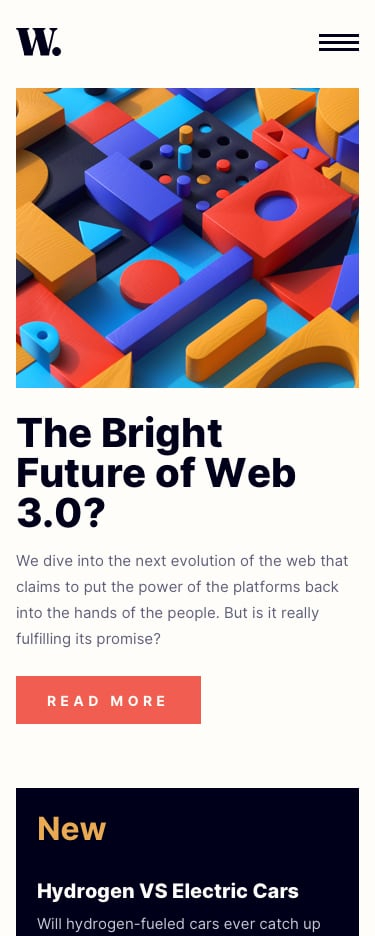 W.
The Bright
Future of Web
3.0?
We dive into the next evolution of the web that
claims to put the power of the platforms back
into the hands of the people. But is it really
fulfilling its promise?
READ MORE
New
Hydrogen VS Electric Cars
Will hydrogen-fueled cars ever catch up